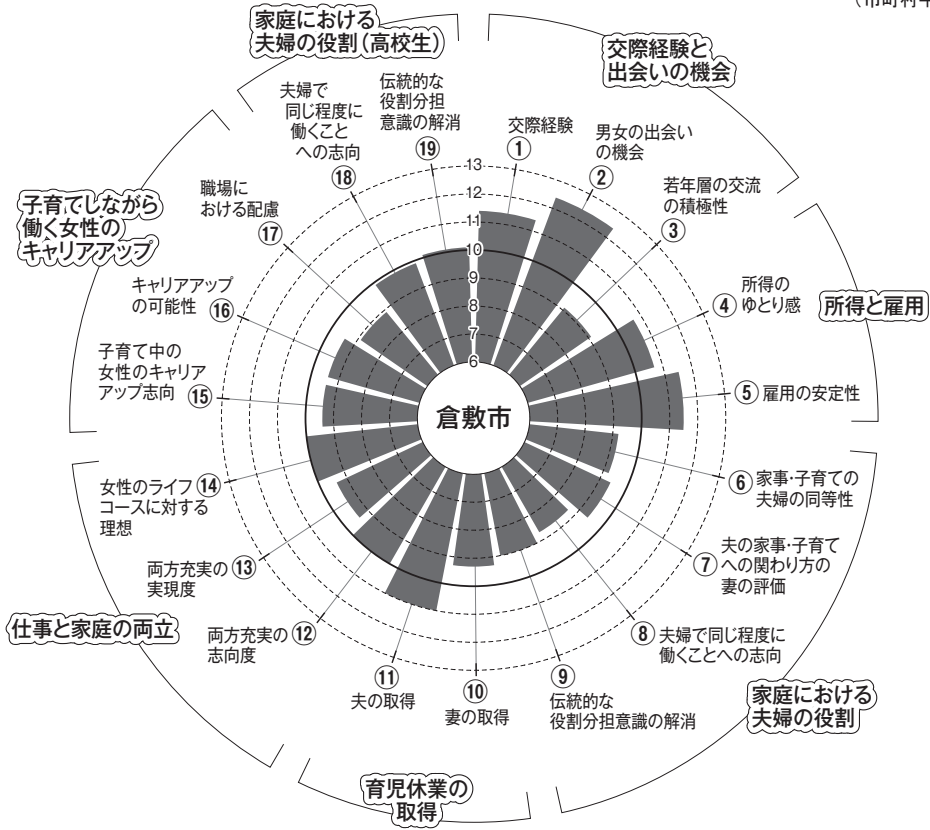 (市町村平
家庭における
夫婦の役割(高校生)
交際経験と
出会いの機会
所得と雇用
家庭における
夫婦の役割
育児休業の
取得
仕事と家庭の両立
子育てしながら
働く女性の
キャリアアップ
交際経験
①
男女の出会い
の機会
②
若年層の交流
の積極性
③
④ 所得の
ゆとり感
⑤ 雇用の安定性
⑥ 家事・子育ての
夫婦の同等性
⑦ 夫の家事・子育て
への関わり方の
妻の評価
⑧ 夫婦で同じ程度に
働くことへの志向
⑨
伝統的な
役割分担意識の解消
⑩
妻の取得
⑪
夫の取得
両方充実の ⑫
志向度
両方充実の ⑬
実現度
女性のライフ ⑭
コースに対する
理想
子育て中の
女性のキャリア
アップ志向 ⑮
キャリアアップ
の可能性 ⑯
職場に
おける配慮
⑰
夫婦で
同じ程度に
働くこと
への志向
⑱
伝統的な
役割分担
意識の解消
⑲
13
12
11
10
9
8
7
6
倉敷市